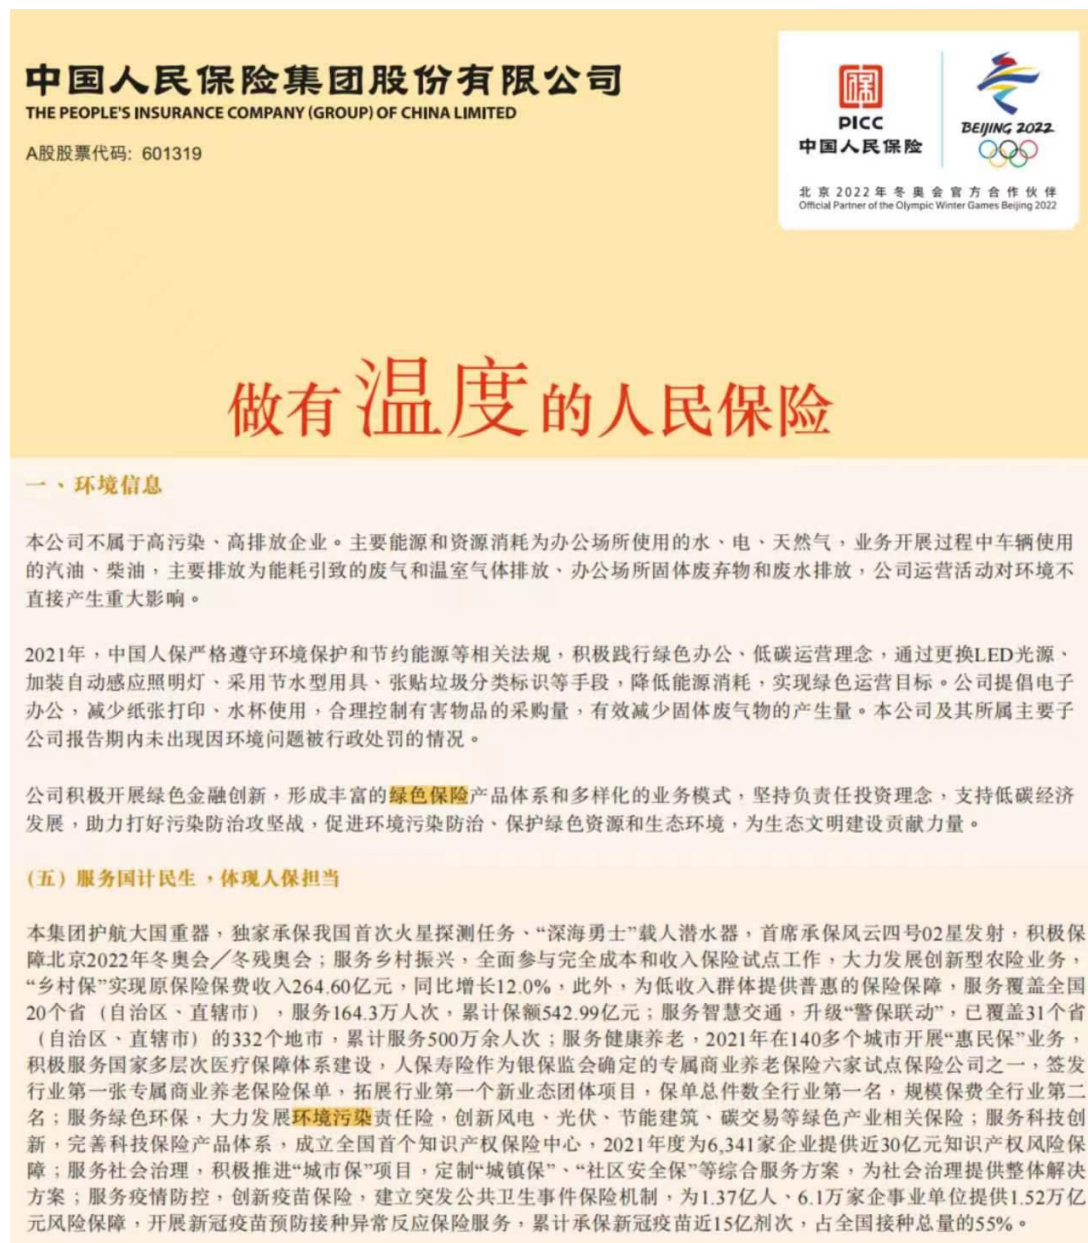 中国人民保险集团股份有限公司
THE PEOPLE'S INSURANCE COMPANY (GROUP) OF CHINA LIMITED
A股股票代码: 601319
PICC
中国人民保险
BEIJING 2022
北京2022年冬奥会官方合作伙伴
Official Partner of the Olympic Winter Games Beijing 2022
做有温度的人民保险
一、环境信息
本公司不属于高污染、高排放企业。主要能源和资源消耗为办公场所使用的水、电、天然气，业务开展过程中车辆使用
的汽油、柴油，主要排放为能耗引致的废气和温室气体排放、办公场所固体废弃物和废水排放，公司运营活动对环境不
直接产生重大影响。
2021年，中国人保严格遵守环境保护和节约能源等相关法规，积极践行绿色办公、低碳运营理念，通过更换LED光源、
加装自动感应照明灯、采用节水型用具、张贴垃圾分类标识等手段，降低能源消耗，实现绿色运营目标。公司提倡电子
办公，减少纸张打印、水杯使用，合理控制有害物品的采购量，有效减少固体废气物的产生量。本公司及其所属主要子
公司报告期内未出现因环境问题被行政处罚的情况。
公司积极开展绿色金融创新，形成丰富的绿色保险产品体系和多样化的业务模式，坚持负责任投资理念，支持低碳经济
发展，助力打好污染防治攻坚战，促进环境污染防治、保护绿色资源和生态环境，为生态文明建设贡献力量。
(五) 服务国计民生，体现人保担当
本集团护航大国重器，独家承保我国首次火星探测任务、“深海勇士”载人潜水器，首席承保风云四号02星发射，积极保
障北京2022年冬奥会／冬残奥会；服务乡村振兴，全面参与完全成本和收入保险试点工作，大力发展创新型农险业务，
“乡村保”实现原保险保费收入264.60亿元，同比增长12.0%，此外，为低收入群体提供普惠的保险保障，服务覆盖全国
20个省（自治区、直辖市），服务164.3万人次，累计保额542.99亿元；服务智慧交通，升级“警保联动”，已覆盖31个省
（自治区、直辖市）的332个地市，累计服务500万余人次；服务健康养老，2021年在140多个城市开展“惠民保”业务，
积极服务国家多层次医疗保障体系建设，人保寿险作为银保监会确定的专属商业养老保险六家试点保险公司之一，签发
行业第一张专属商业养老保险保单，拓展行业第一个新业态团体项目，保单总件数全行业第一名，规模保费全行业第二
名；服务绿色环保，大力发展环境污染责任险，创新风电、光伏、节能建筑、碳交易等绿色产业相关保险；服务科技创
新，完善科技保险产品体系，成立全国首个知识产权保险中心，2021年度为6,341家企业提供近30亿元知识产权风险保
障；服务社会治理，积极推进“城市保”项目，定制“城镇保”、“社区安全保”等综合服务方案，为社会治理提供整体解决
方案；服务疫情防控，创新疫苗保险，建立突发公共卫生事件保险机制，为1.37亿人、6.1万家企事业单位提供1.52万亿
元风险保障，开展新冠疫苗预防接种异常反应保险服务，累计承保新冠疫苗近15亿剂次，占全国接种总量的55%。